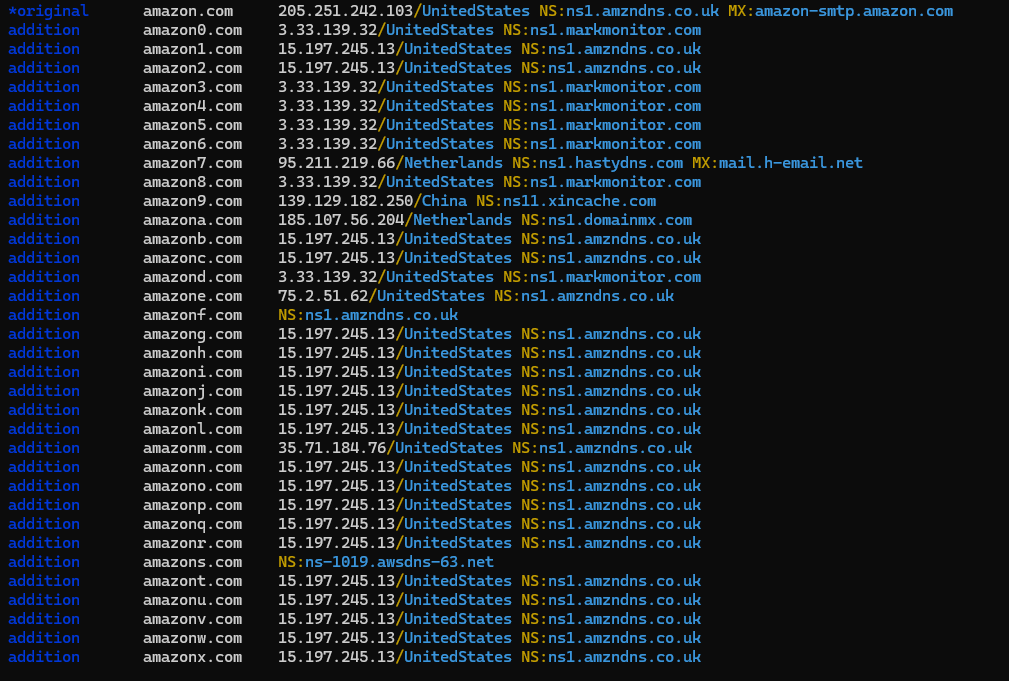 *original amazon.com 205.251.242.103/UnitedStates NS:ns1.amzndns.co.uk MX:amazon-smtp.amazon.com
addition amazon0.com 3.33.139.32/UnitedStates NS:ns1.markmonitor.com
addition amazon1.com 15.197.245.13/UnitedStates NS:ns1.amzndns.co.uk
addition amazon2.com 15.197.245.13/UnitedStates NS:ns1.amzndns.co.uk
addition amazon3.com 3.33.139.32/UnitedStates NS:ns1.markmonitor.com
addition amazon4.com 3.33.139.32/UnitedStates NS:ns1.markmonitor.com
addition amazon5.com 3.33.139.32/UnitedStates NS:ns1.markmonitor.com
addition amazon6.com 3.33.139.32/UnitedStates NS:ns1.markmonitor.com
addition amazon7.com 95.211.219.66/Netherlands NS:ns1.hastydns.com MX:mail.h-email.net
addition amazon8.com 3.33.139.32/UnitedStates NS:ns1.markmonitor.com
addition amazon9.com 139.129.182.250/China NS:ns11.xincache.com
addition amazona.com 185.107.56.204/Netherlands NS:ns1.domainmx.com
addition amazonb.com 15.197.245.13/UnitedStates NS:ns1.amzndns.co.uk
addition amazonc.com 15.197.245.13/UnitedStates NS:ns1.amzndns.co.uk
addition amazond.com 3.33.139.32/UnitedStates NS:ns1.markmonitor.com
addition amazone.com 75.2.51.62/UnitedStates NS:ns1.amzndns.co.uk
addition amazonf.com NS:ns1.amzndns.co.uk
addition amazong.com 15.197.245.13/UnitedStates NS:ns1.amzndns.co.uk
addition amazonh.com 15.197.245.13/UnitedStates NS:ns1.amzndns.co.uk
addition amazoni.com 15.197.245.13/UnitedStates NS:ns1.amzndns.co.uk
addition amazonj.com 15.197.245.13/UnitedStates NS:ns1.amzndns.co.uk
addition amazonk.com 15.197.245.13/UnitedStates NS:ns1.amzndns.co.uk
addition amazonl.com 15.197.245.13/UnitedStates NS:ns1.amzndns.co.uk
addition amazonm.com 35.71.184.76/UnitedStates NS:ns1.amzndns.co.uk
addition amazonn.com 15.197.245.13/UnitedStates NS:ns1.amzndns.co.uk
addition amazono.com 15.197.245.13/UnitedStates NS:ns1.amzndns.co.uk
addition amazonp.com 15.197.245.13/UnitedStates NS:ns1.amzndns.co.uk
addition amazonq.com 15.197.245.13/UnitedStates NS:ns1.amzndns.co.uk
addition amazonr.com 15.197.245.13/UnitedStates NS:ns1.amzndns.co.uk
addition amazons.com NS:ns-1019.awsdns-63.net
addition amazont.com 15.197.245.13/UnitedStates NS:ns1.amzndns.co.uk
addition amazonu.com 15.197.245.13/UnitedStates NS:ns1.amzndns.co.uk
addition amazonv.com 15.197.245.13/UnitedStates NS:ns1.amzndns.co.uk
addition amazonw.com 15.197.245.13/UnitedStates NS:ns1.amzndns.co.uk
addition amazonx.com 15.197.245.13/UnitedStates NS:ns1.amzndns.co.uk